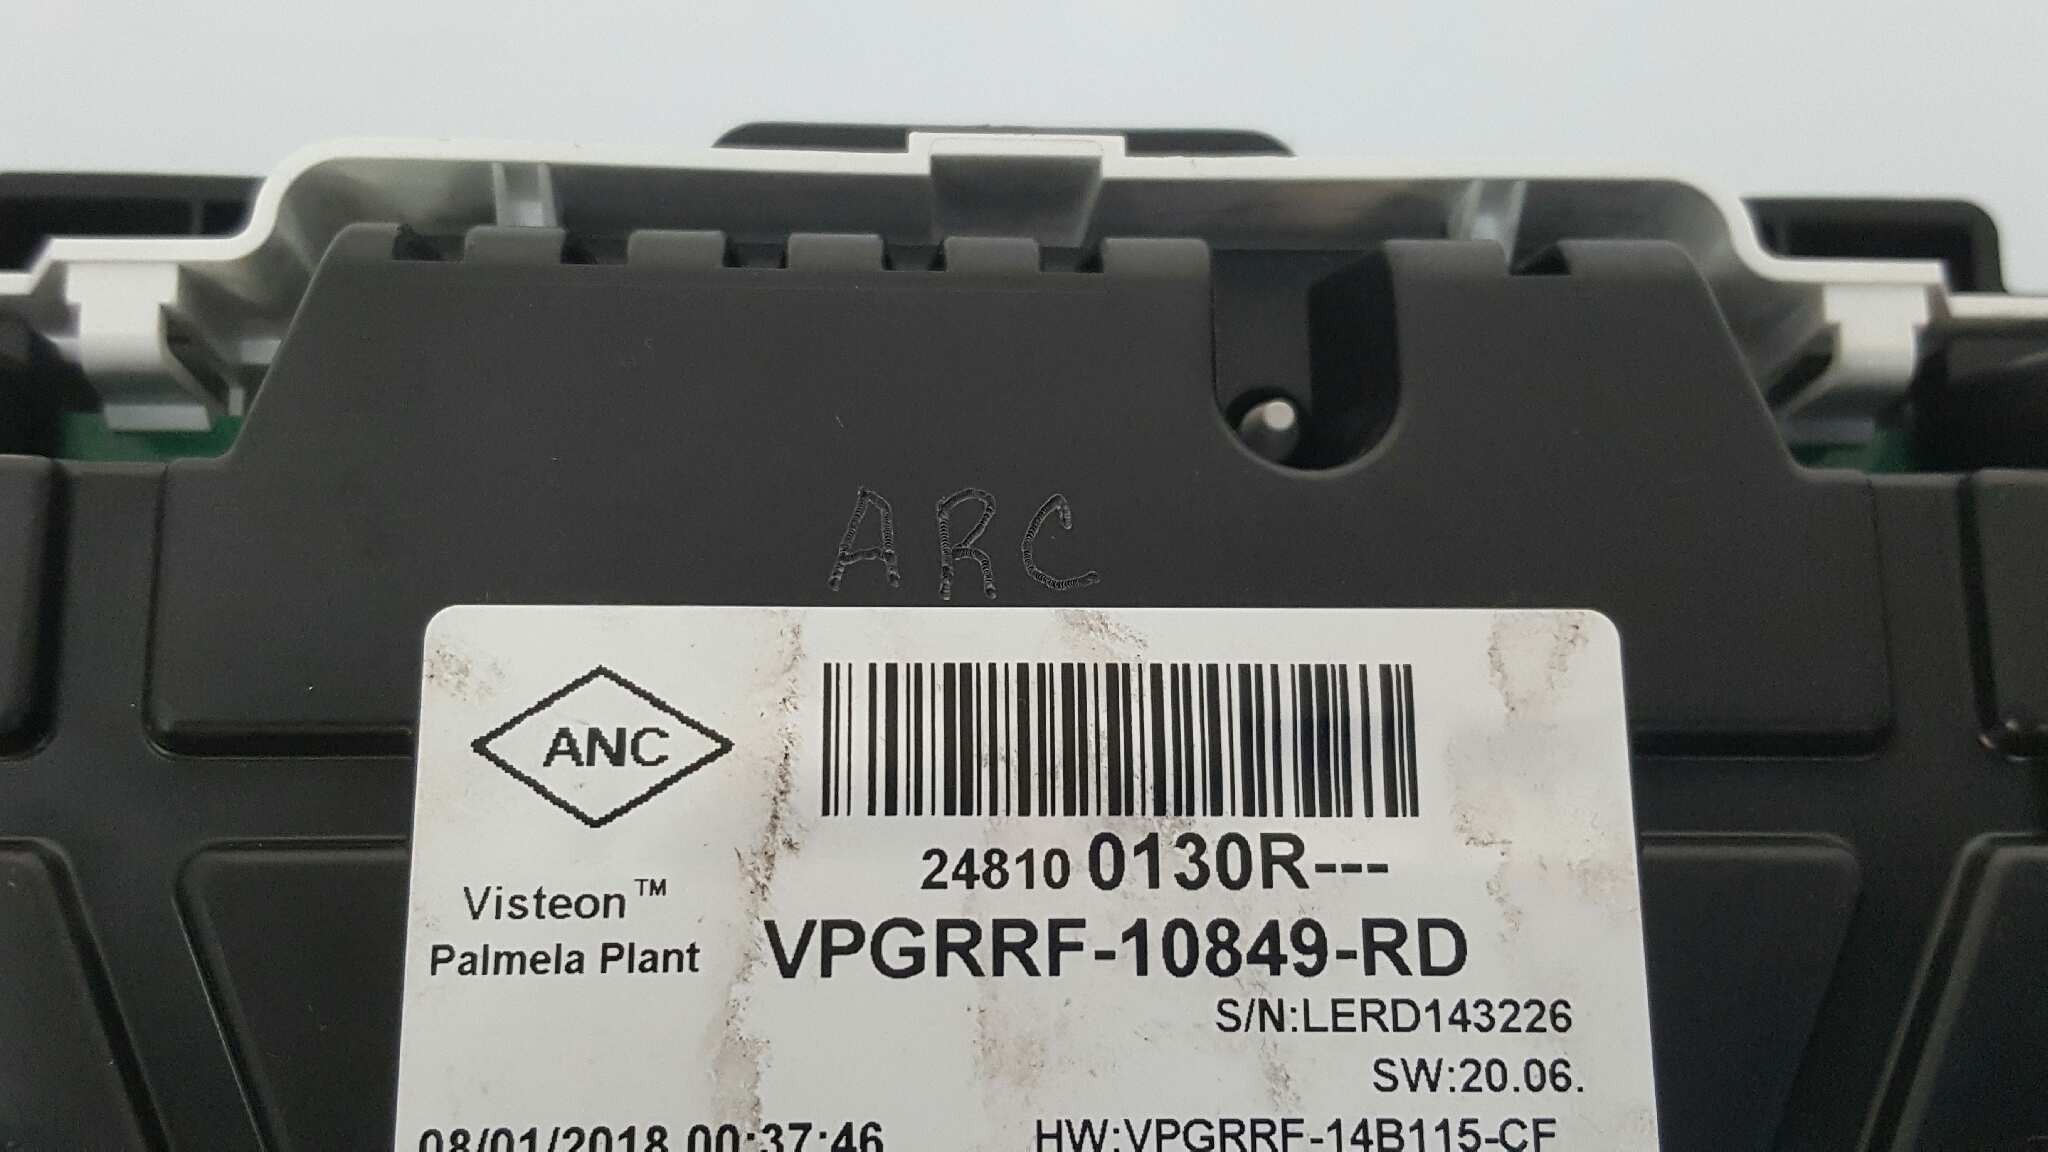 ARC
ANC
24810 0130R---
Visteon™
Palmela Plant
VPGRRF-10849-RD
S/N:LERD143226
SW:20.06.
08/01/2018 00:37:46
HW:VPGRRF-14B115-CF